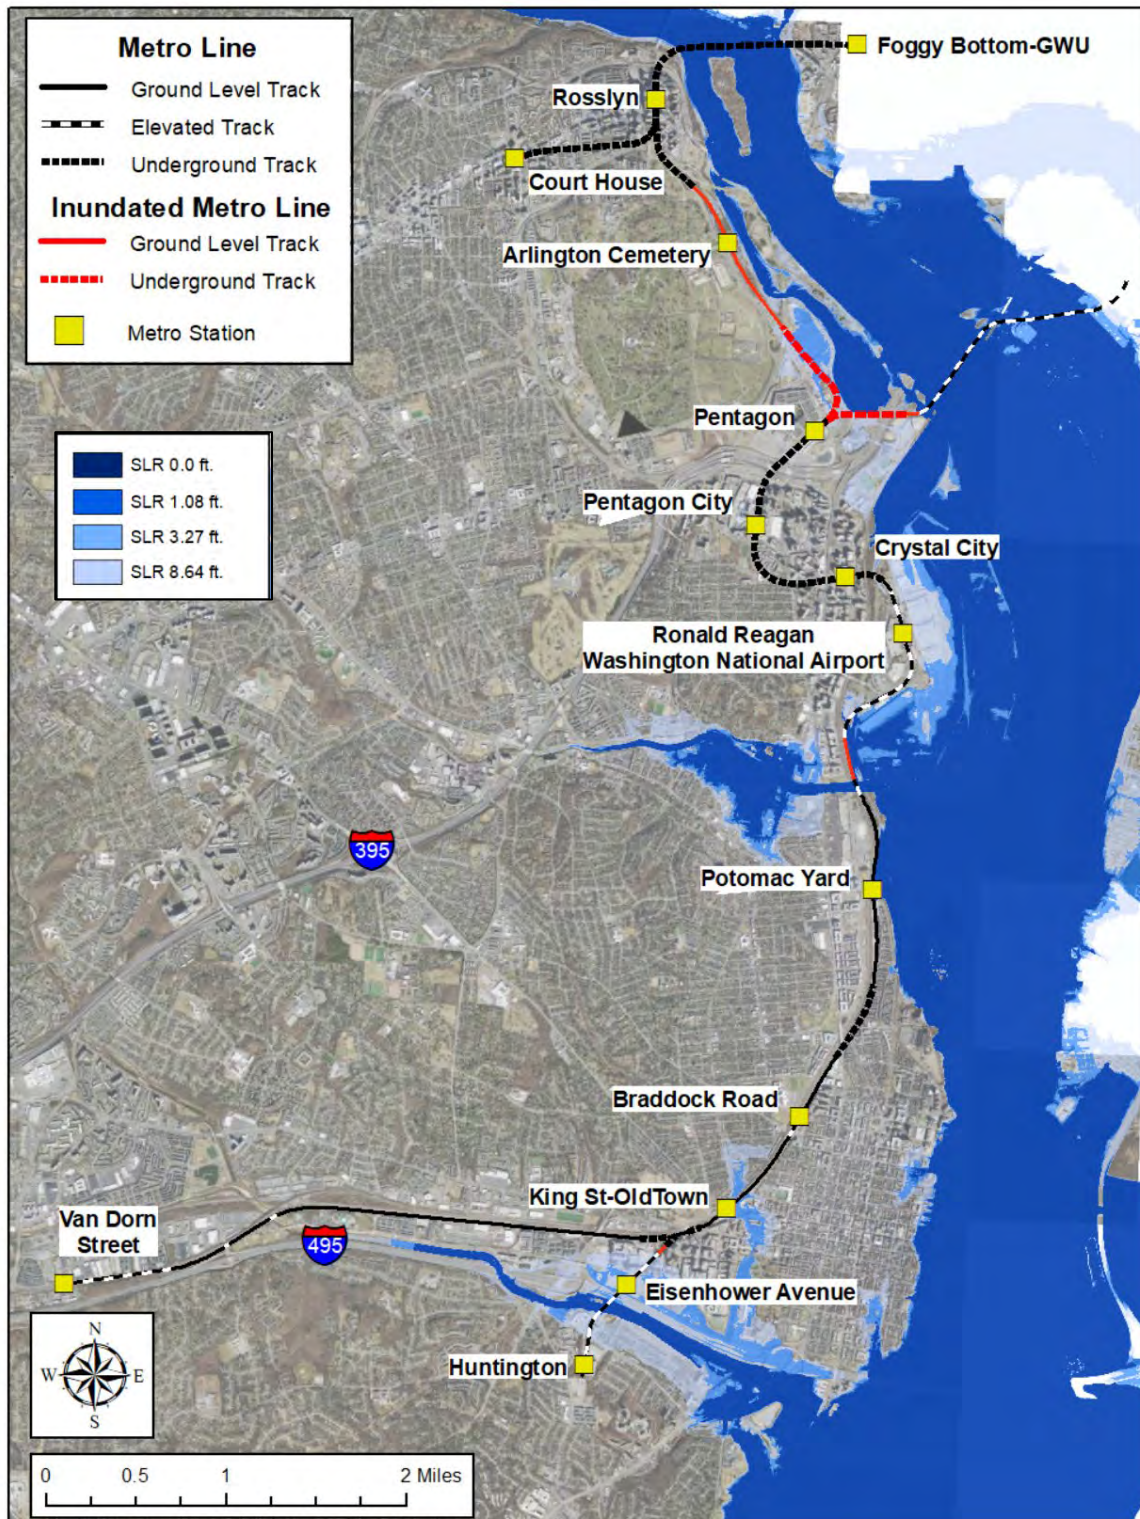 Metro Line
Ground Level Track
Elevated Track
Underground Track
Inundated Metro Line
Ground Level Track
Underground Track
Metro Station
SLR 0.0 ft.
SLR 1.08 ft.
SLR 3.27 ft.
SLR 8.64 ft.
Foggy Bottom-GWU
Rosslyn
Court House
Arlington Cemetery
Pentagon
Pentagon City
Crystal City
Ronald Reagan
Washington National Airport
395
Potomac Yard
Braddock Road
King St-OldTown
Van Dorn
Street
495
Eisenhower Avenue
Huntington
N
W
E
S
0 0.5 1 2 Miles